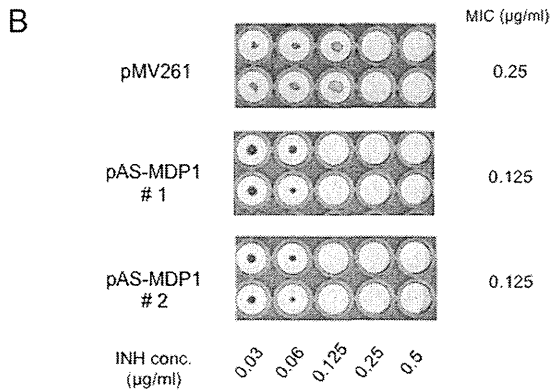 B
MIC (µg/ml)
pMV261
0.25
pAS-MDP1
# 1
0.125
pAS-MDP1
# 2
0.125
INH conc.
(µg/ml)
0.03 0.06 0.125 0.25 0.5